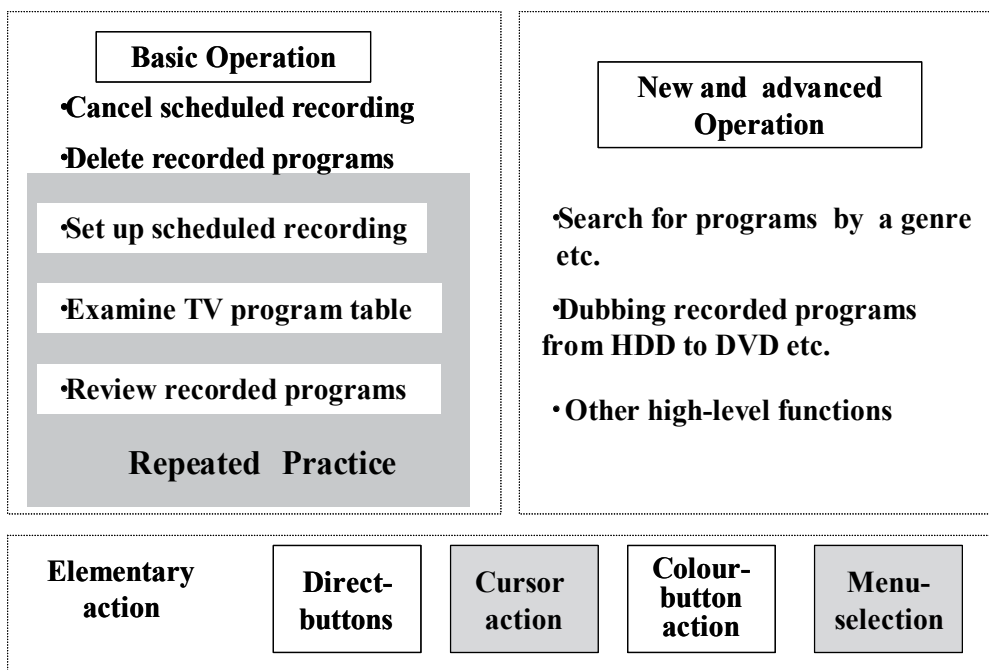 Basic Operation
·Cancel scheduled recording
·Delete recorded programs
·Set up scheduled recording
·Examine TV program table
·Review recorded programs
Repeated Practice
New and advanced
Operation
·Search for programs by a genre
etc.
·Dubbing recorded programs
from HDD to DVD etc.
· Other high-level functions
Elementary
action
Direct-
buttons
Cursor
action
Colour-
button
action
Menu-
selection